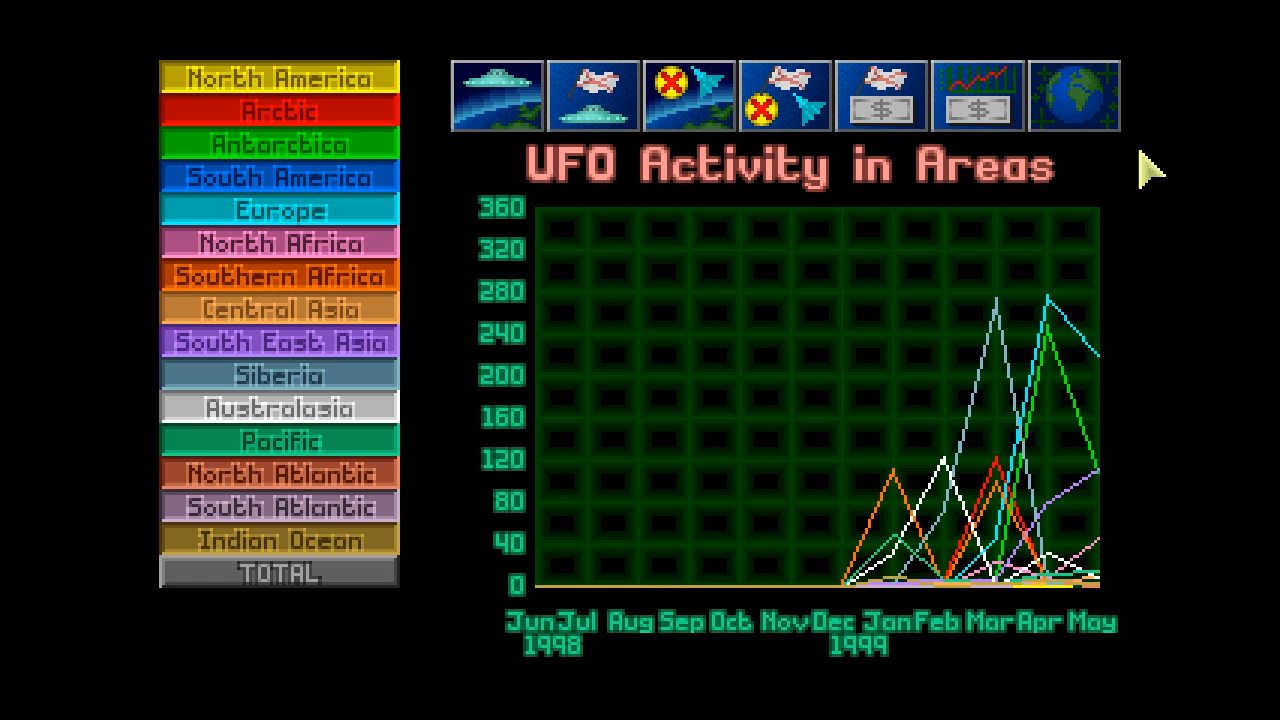 North America
Arctic
Antarctica
South America
Europe
North Africa
Southern Africa
Central Asia
South East Asia
Siberia
Australasia
Pacific
North Atlantic
South Atlantic
Indian Ocean
TOTAL
$ $
UFO Activity in Areas
360
320
280
240
200
160
120
80
40
0
Jun Jul Aug Sep Oct Nov Dec Jan Feb Mar Apr May
1998 1999